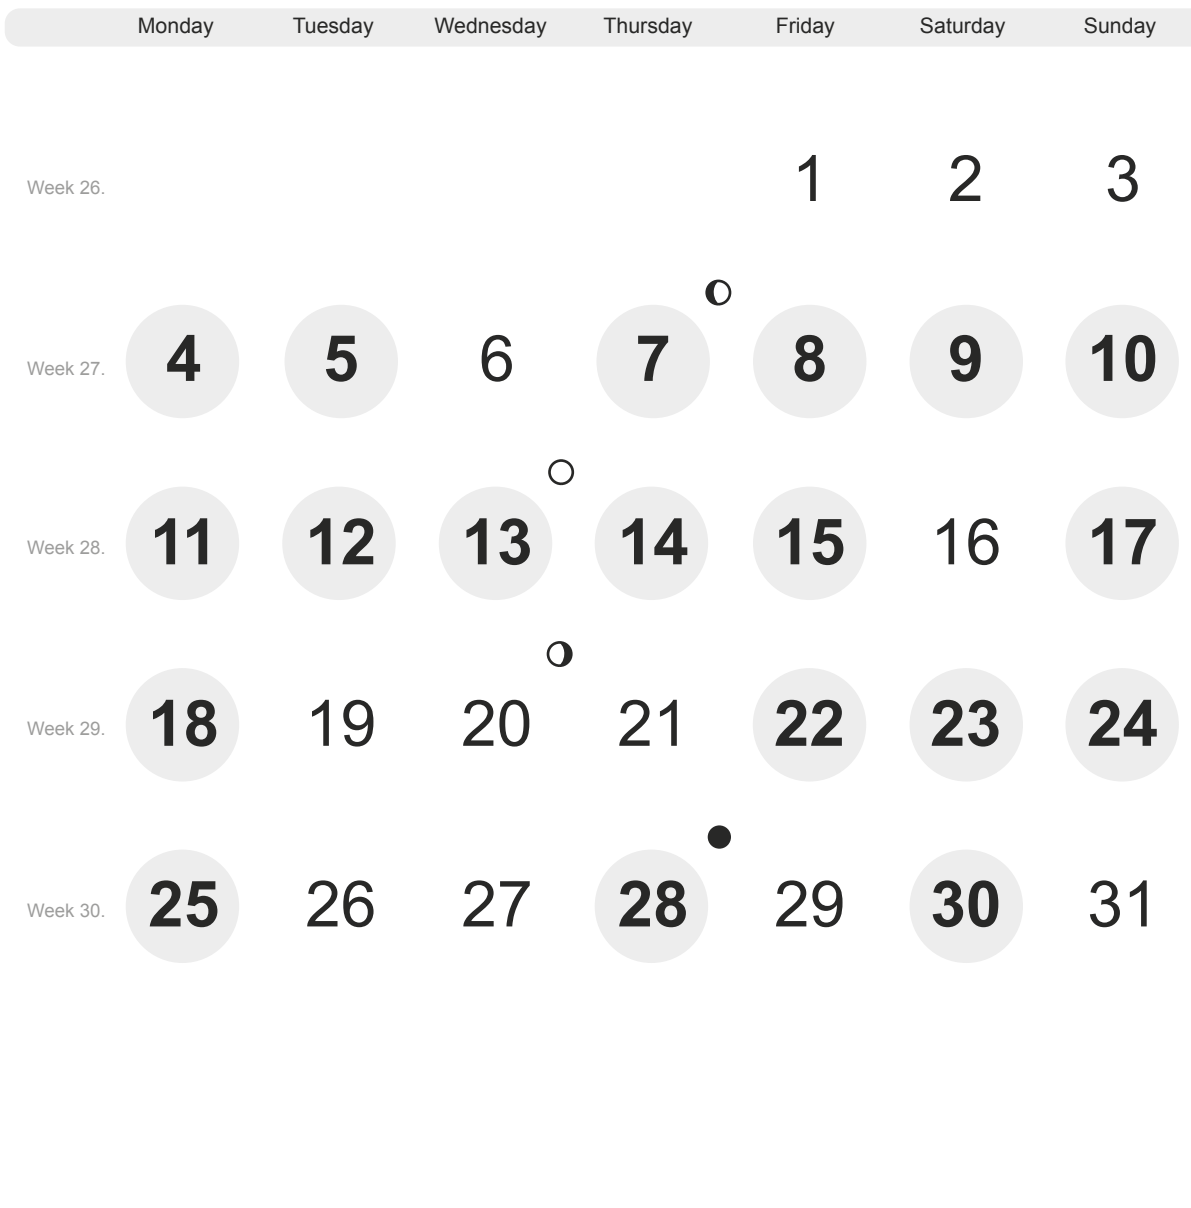 Monday Tuesday Wednesday Thursday Friday Saturday Sunday
Week 26. 1 2 3
Week 27. 4 5 6 7 8 9 10
Week 28. 11 12 13 14 15 16 17
Week 29. 18 19 20 21 22 23 24
Week 30. 25 26 27 28 29 30 31